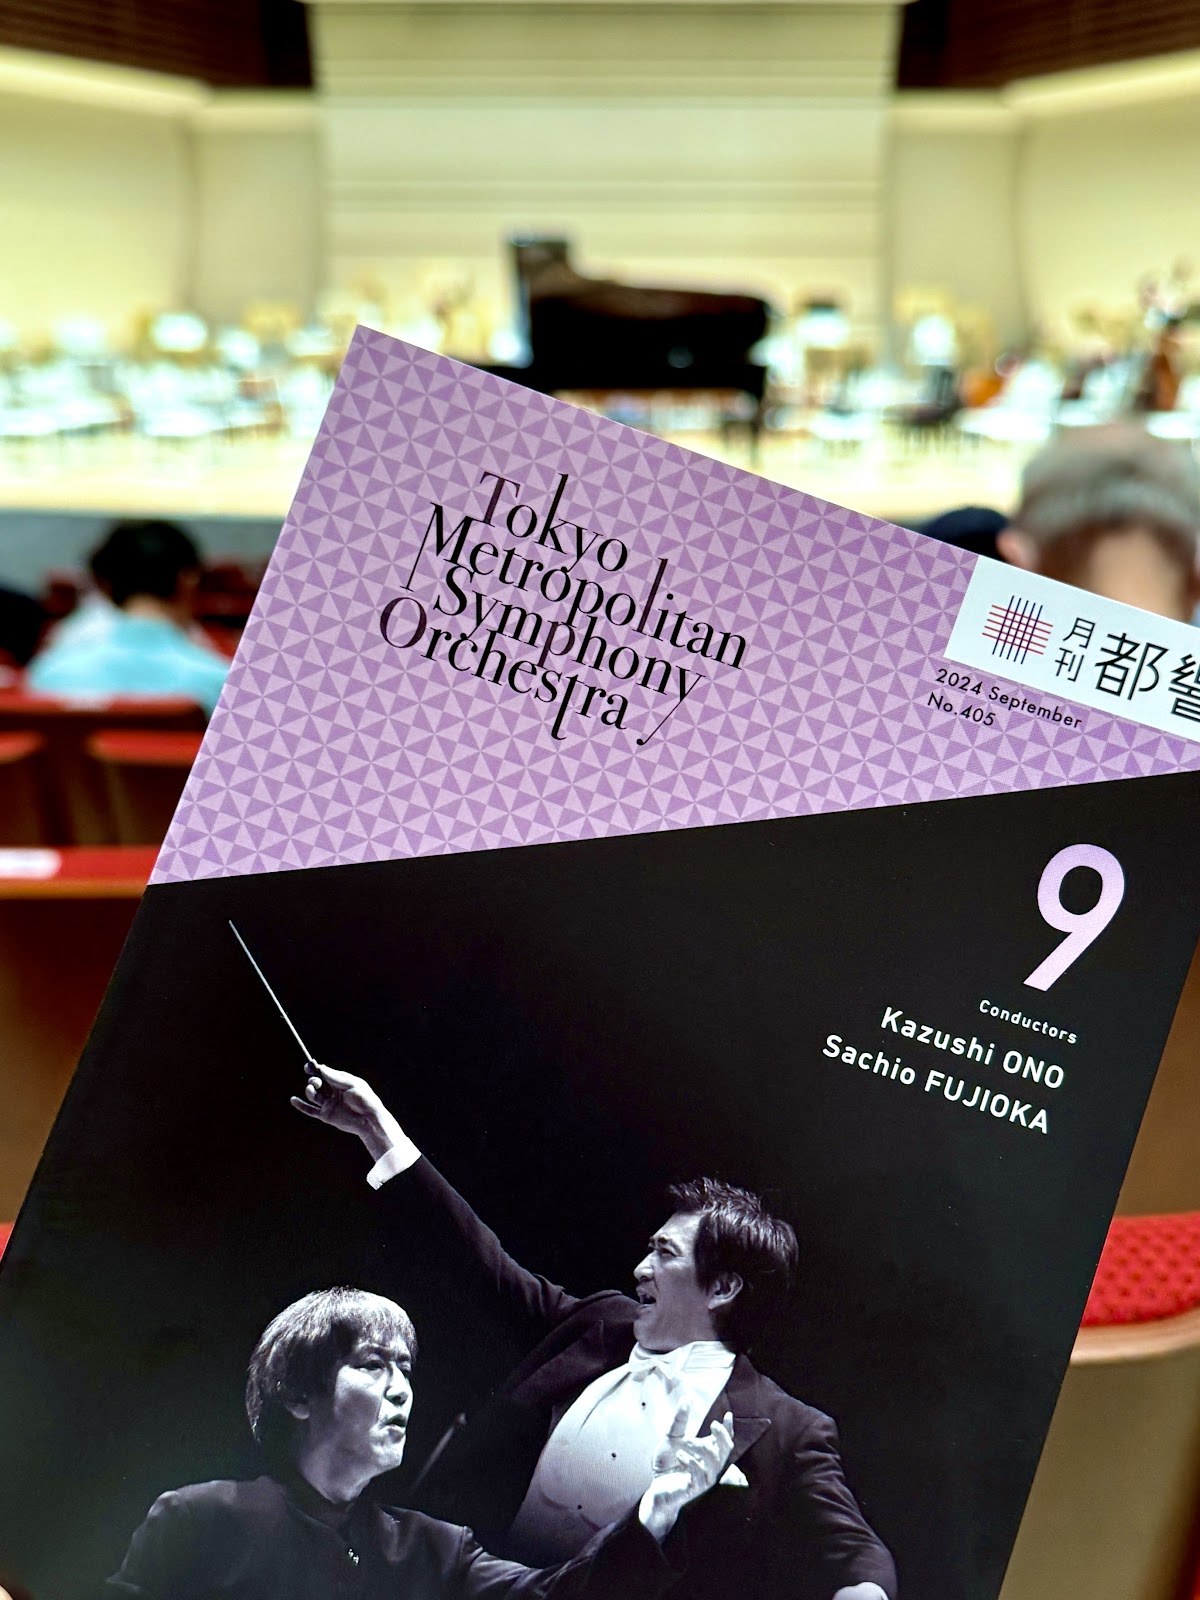 Tokyo
Metropolitan
Symphony
Orchestra
月刊 都響
2024 September
No.405
9
Conductors
Kazushi ONO
Sachio FUJIOKA